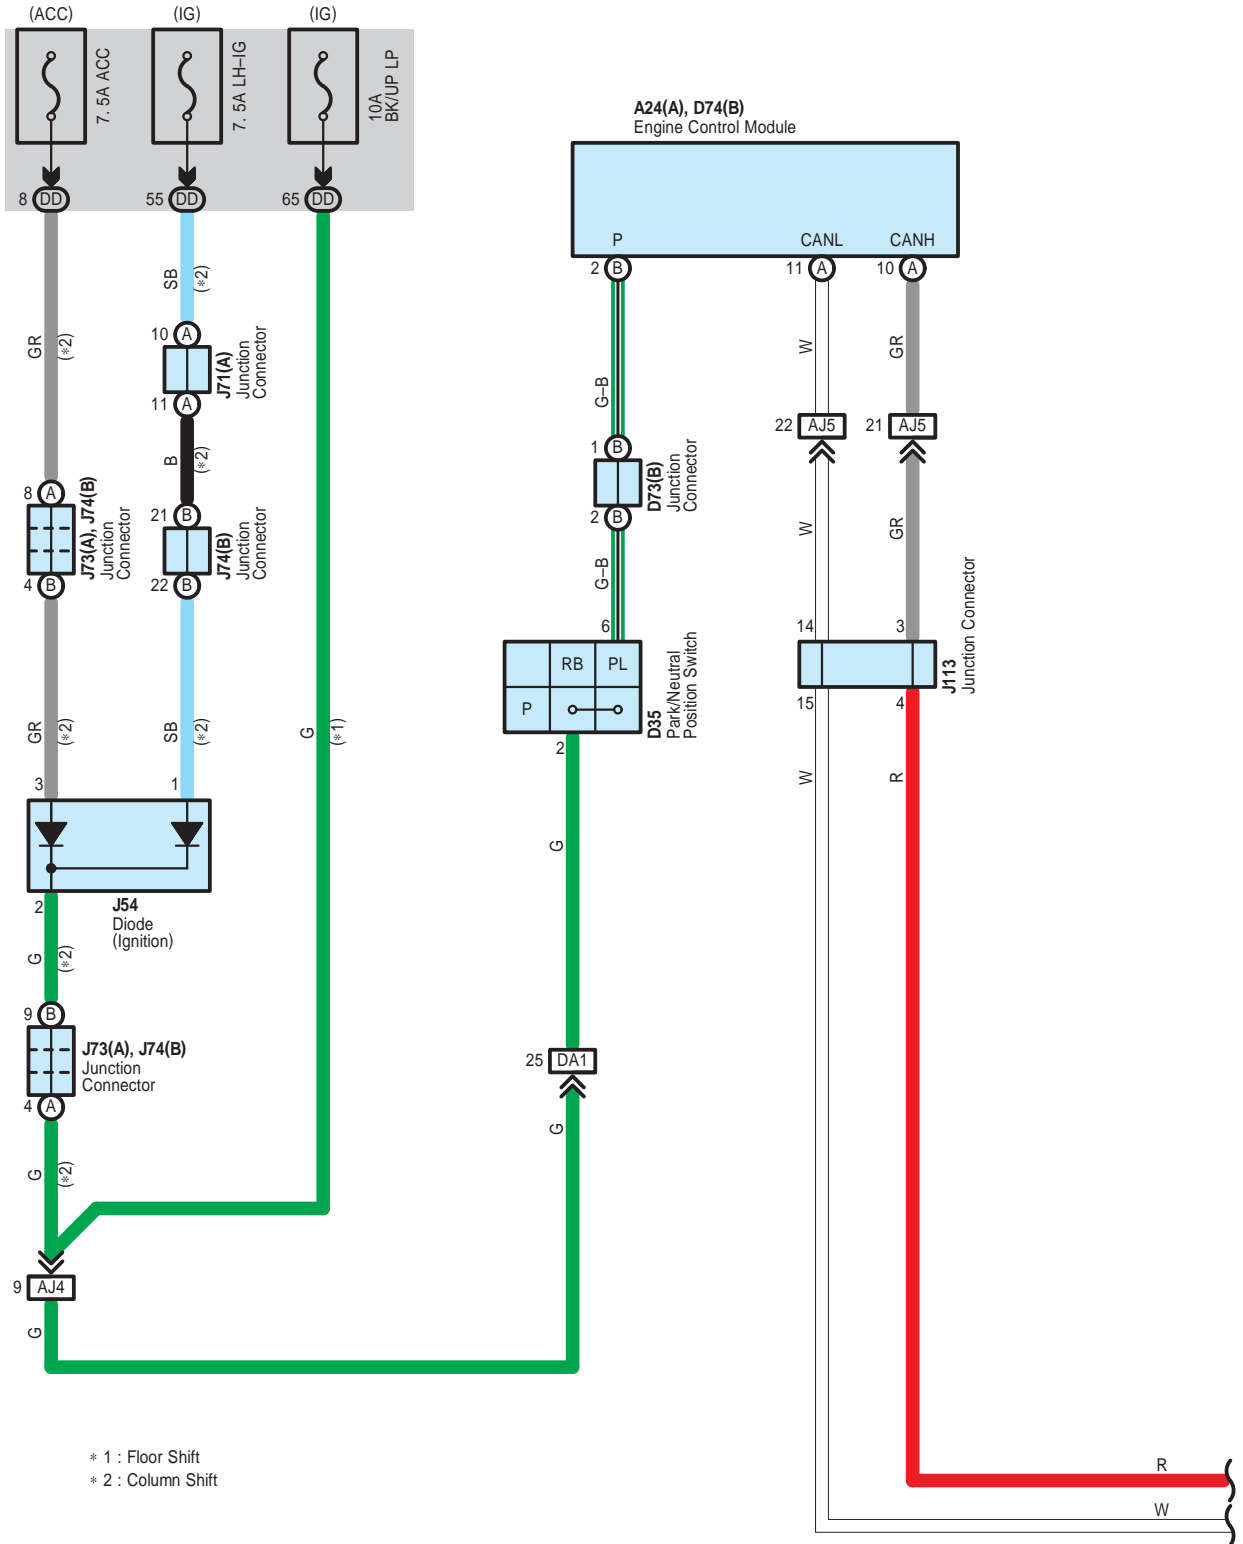 (ACC)
(IG)
(IG)
7. 5A ACC
7. 5A LH–IG
10A
BK/UP LP
8 DD
55 DD
65 DD
A24(A), D74(B)
Engine Control Module
P
CANL
CANH
2 B
11 A
10 A
SB
(*2)
GR
(*2)
10 A
J71(A)
Junction
Connector
11 A
B
(*2)
8 A
J73(A), J74(B)
Junction
Connector
4 B
21 B
J74(B)
Junction
Connector
22 B
GR
(*2)
SB
(*2)
G
(*1)
3
1
J54
Diode
(Ignition)
2
G
(*2)
9 B
J73(A), J74(B)
Junction
Connector
4 A
G
(*2)
9 AJ4
G
G–B
1 B
D73(B)
Junction
Connector
2 B
G–B
6
RB
PL
P
D35
Park/Neutral
Position Switch
2
G
25 DA1
G
W
GR
22 AJ5
21 AJ5
W
GR
14
3
J113
Junction Connector
15
4
W
R
* 1 : Floor Shift
* 2 : Column Shift
R
W